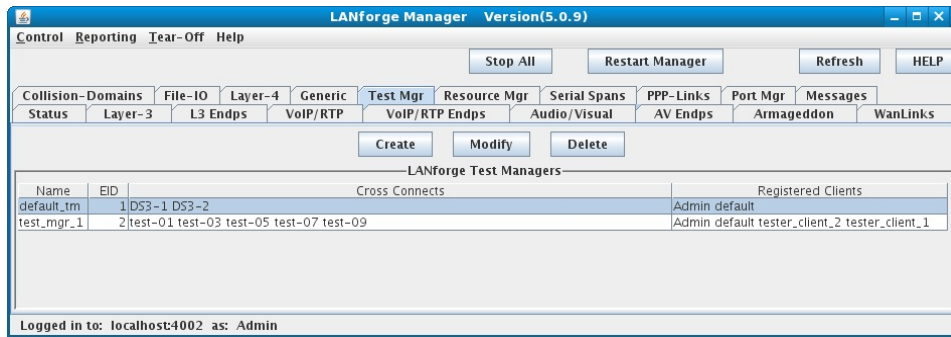 LANforge Manager Version(5.0.9)
Control Reporting Tear-Off Help
Stop All Restart Manager Refresh HELP
Collision-Domains File-IO Layer-4 Generic Test Mgr Resource Mgr Serial Spans PPP-Links Port Mgr Messages
Status Layer-3 L3 Endps VoIP/RTP VoIP/RTP Endps Audio/Visual AV Endps Armageddon WanLinks
Create Modify Delete
LANforge Test Managers
Name EID Cross Connects Registered Clients
default_tm 1 DS3-1 DS3-2 Admin default
test_mgr_1 2 test-01 test-03 test-05 test-07 test-09 Admin default tester_client_2 tester_client_1
Logged in to: localhost:4002 as: Admin